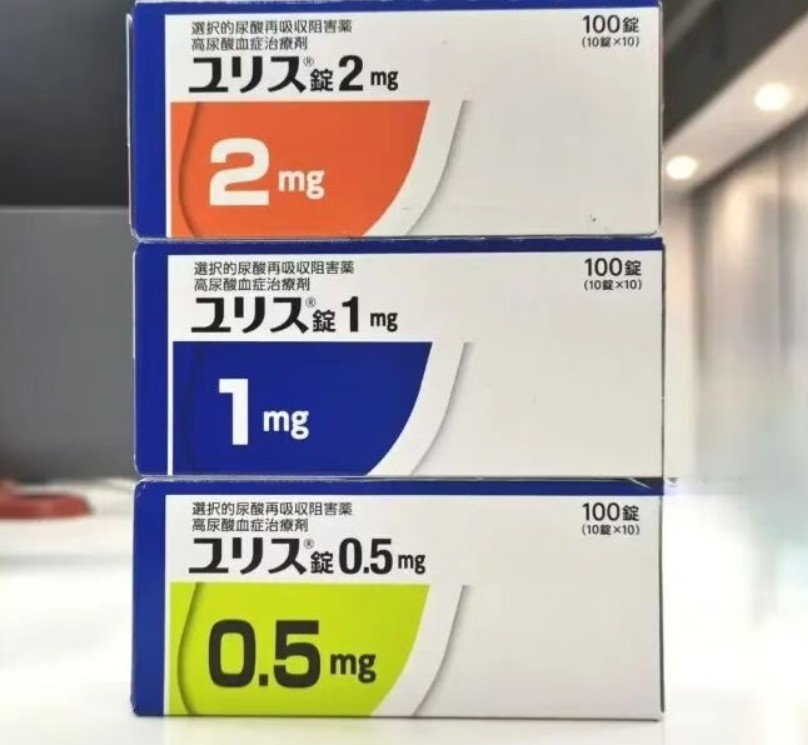 選択的尿酸再吸収阻害薬
高尿酸血症治療剤
ユリス®錠2mg
100錠
(10錠×10)
2mg
選択的尿酸再吸収阻害薬
高尿酸血症治療剤
ユリス®錠1mg
100錠
(10錠×10)
1mg
選択的尿酸再吸収阻害薬
高尿酸血症治療剤
ユリス®錠0.5mg
100錠
(10錠×10)
0.5mg